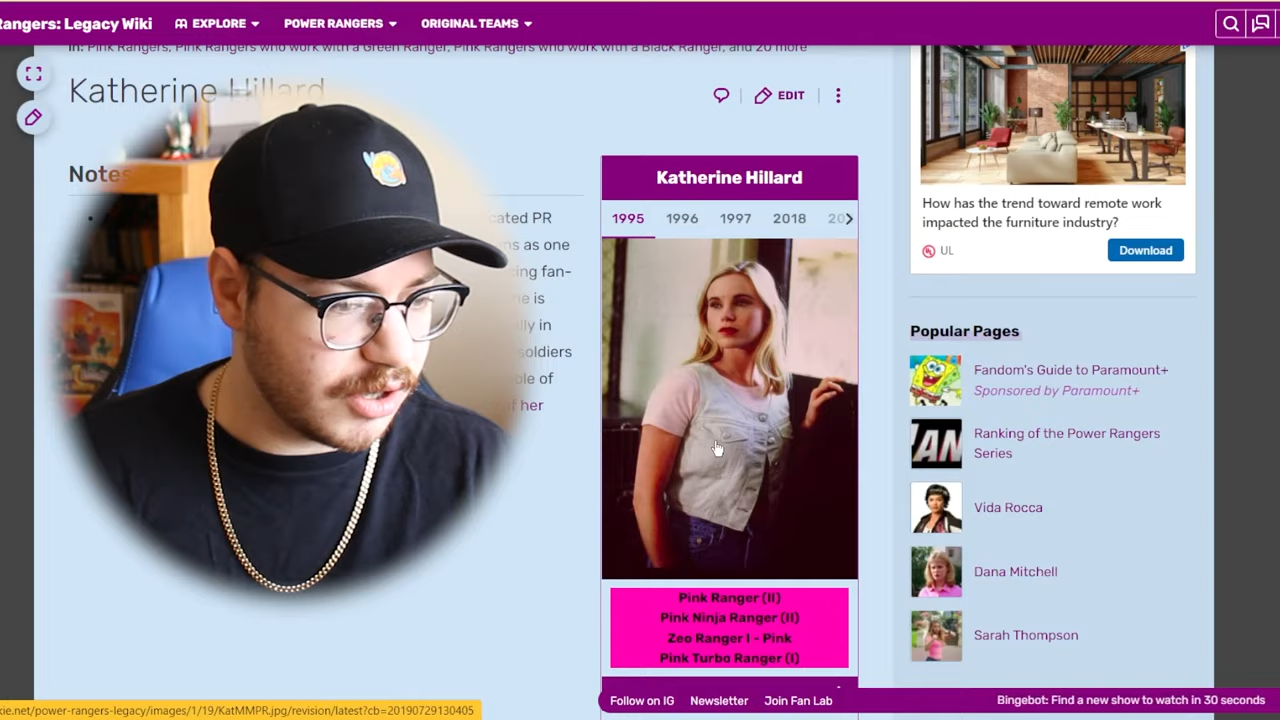 Rangers: Legacy Wiki
EXPLORE
POWER RANGERS
ORIGINAL TEAMS
in: Pink Rangers, Pink Rangers who work with a Green Ranger, Pink Rangers who work with a Black Ranger, and 20 more
Katherine Hillard
EDIT
Notes
cated PR
ns as one
cing fan-
ne is
lly in
soldiers
ble of
f her
Katherine Hillard
1995 1996 1997 2018 20
Pink Ranger (II)
Pink Ninja Ranger (II)
Zeo Ranger I - Pink
Pink Turbo Ranger (I)
How has the trend toward remote work
impacted the furniture industry?
UL
Download
Popular Pages
Fandom's Guide to Paramount+
Sponsored by Paramount+
Ranking of the Power Rangers
Series
Vida Rocca
Dana Mitchell
Sarah Thompson
Follow on IG Newsletter Join Fan Lab
Bingebot: Find a new show to watch in 30 seconds
kie.net/power-rangers-legacy/images/1/19/KatMMPR.jpg/revision/latest?cb=20190729130405